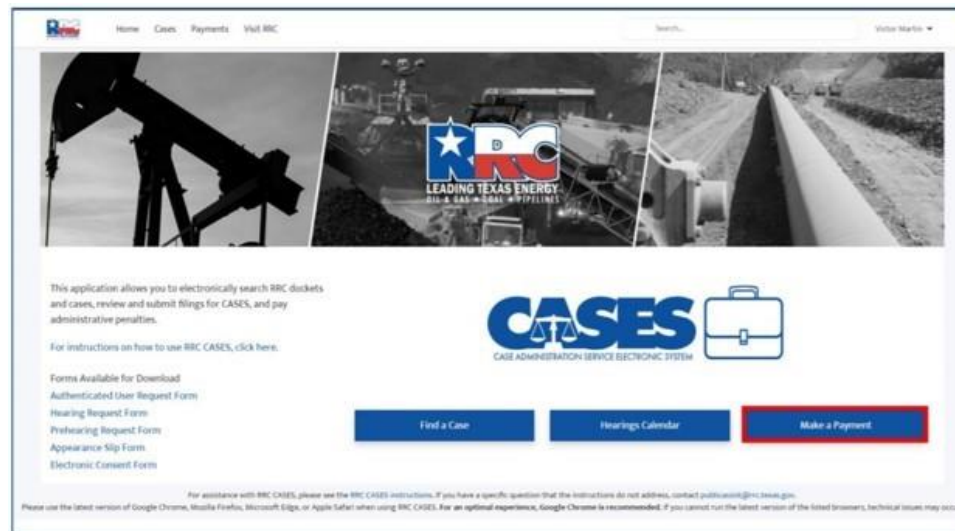 RRC
Home Cases Payments Visit RRC
Search...
Victor Martin
RRC
LEADING TEXAS ENERGY
OIL & GAS ★ COAL ★ PIPELINES
This application allows you to electronically search RRC dockets
and cases, review and submit filings for CASES, and pay
administrative penalties.
For instructions on how to use RRC CASES, click here.
Forms Available for Download
Authenticated User Request Form
Hearing Request Form
Prehearing Request Form
Appearance Slip Form
Electronic Consent Form
CASES
CASE ADMINISTRATION SERVICE ELECTRONIC SYSTEM
Find a Case
Hearings Calendar
Make a Payment
For assistance with RRC CASES, please see the RRC CASES instructions. If you have a specific question that the instructions do not address, contact publicassist@rrc.texas.gov.
Please use the latest version of Google Chrome, Mozilla Firefox, Microsoft Edge, or Apple Safari when using RRC CASES. For an optimal experience, Google Chrome is recommended. If you cannot run the latest version of the listed browsers, technical issues may occ